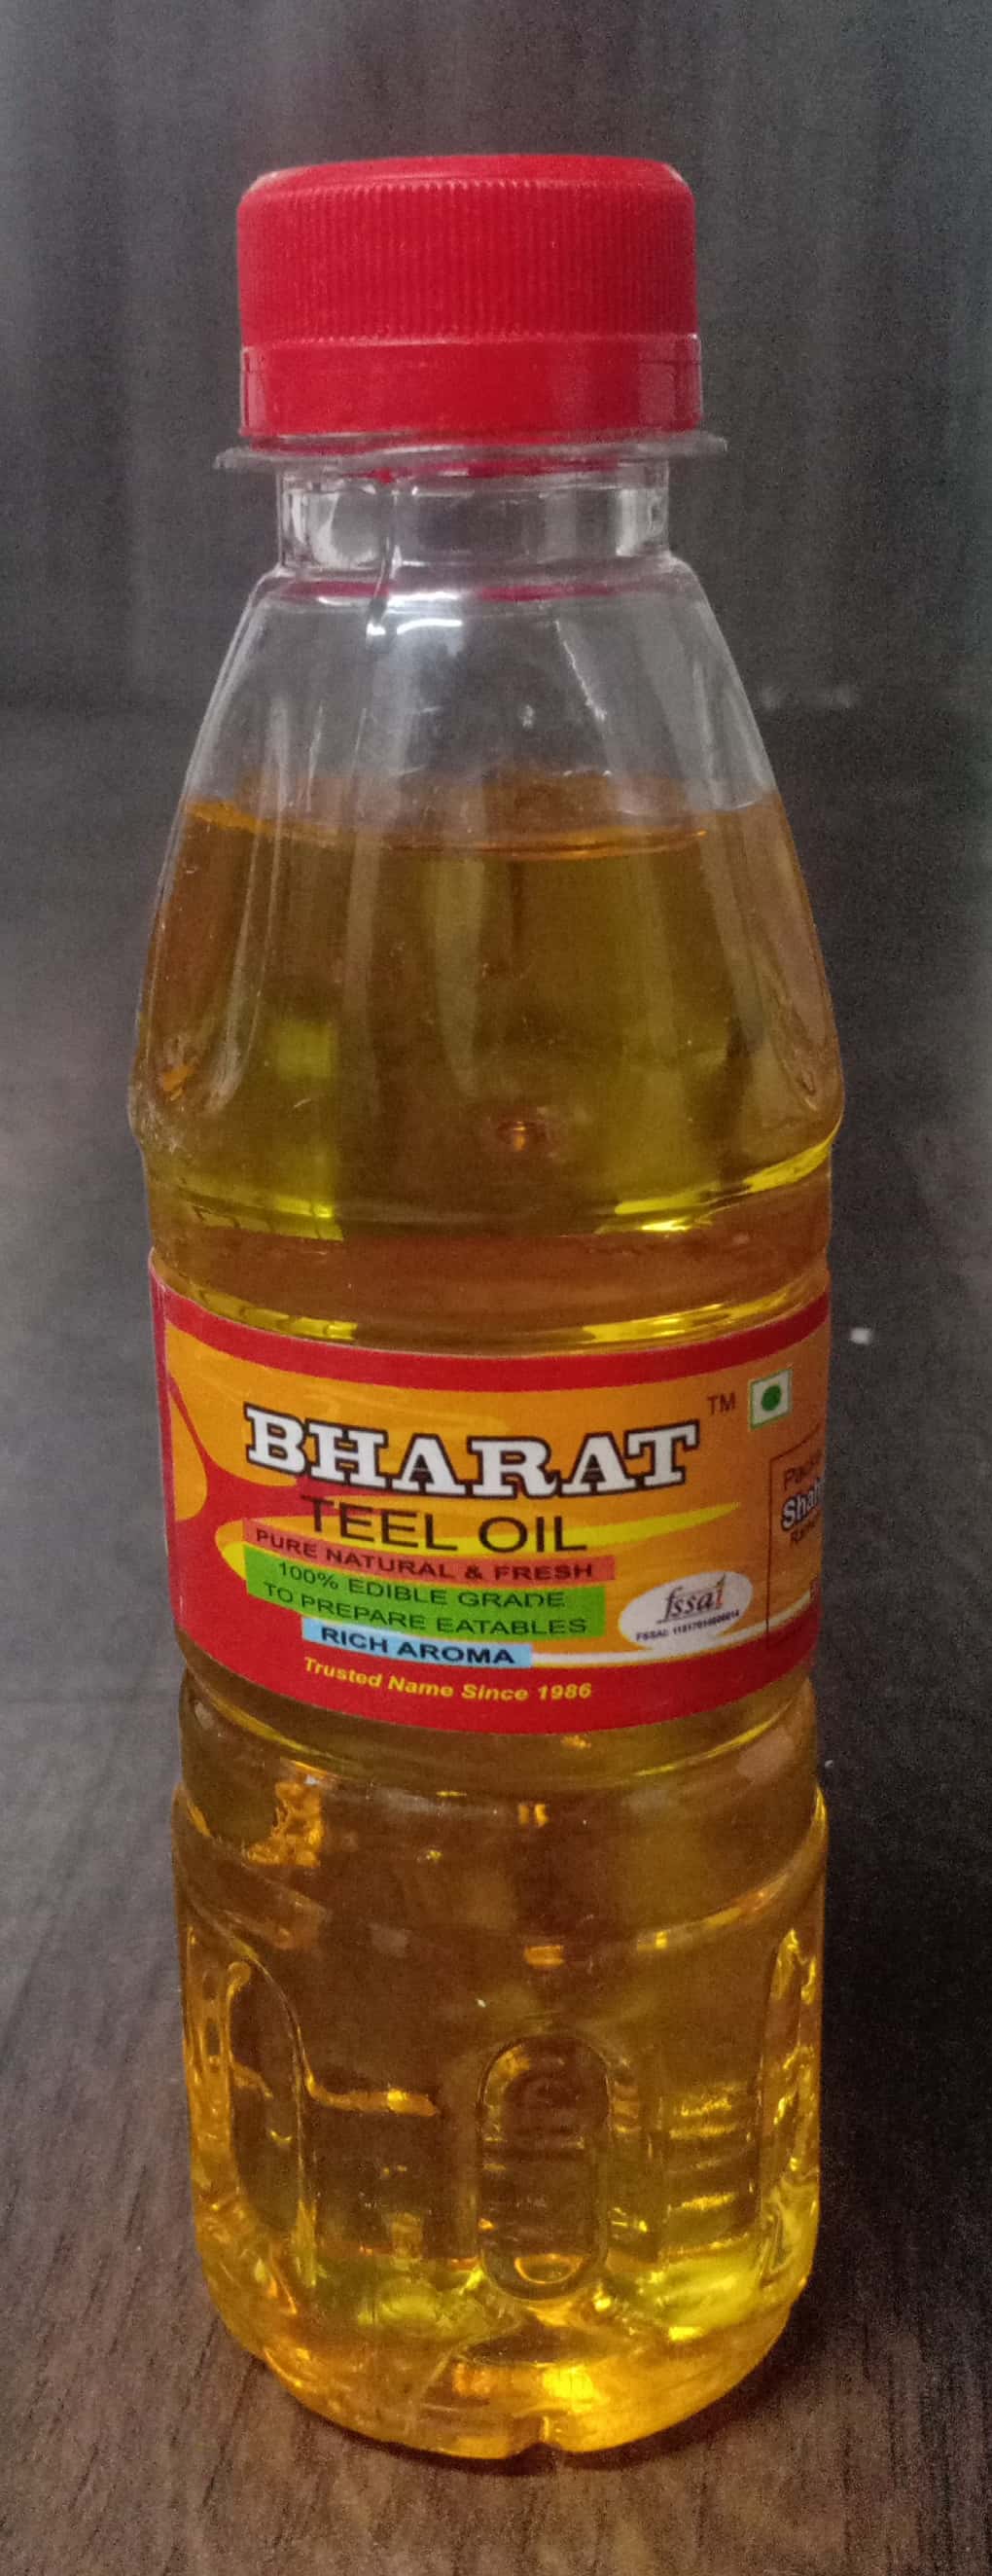 BHARAT TM
TEEL OIL
PURE NATURAL & FRESH
100% EDIBLE GRADE
TO PREPARE EATABLES
RICH AROMA
Trusted Name Since 1986
fssai
FSSAI: